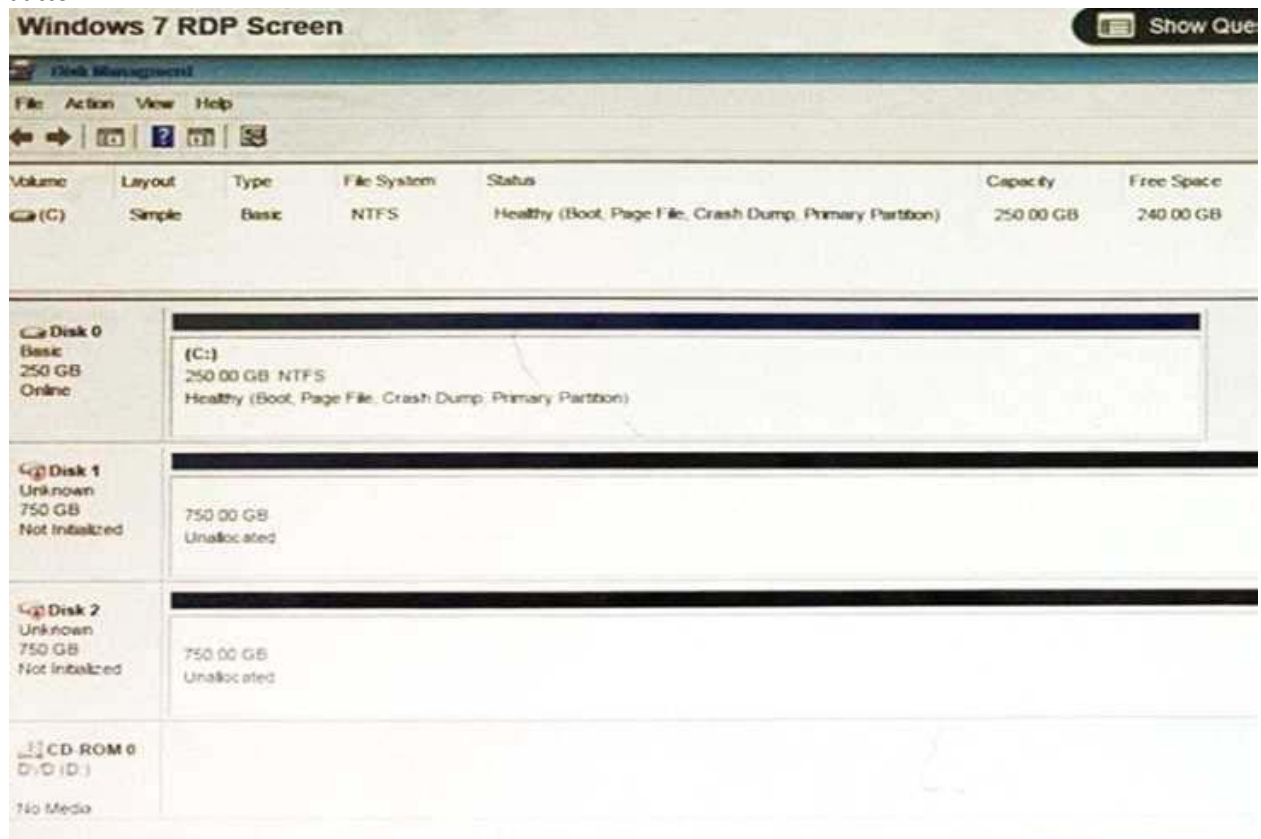 Windows 7 RDP Screen
Show Que
Disk Managment
File Action View Help
Volume Layout Type File System Status Capacity Free Space
(C) Simple Basic NTFS Healthy (Boot, Page File, Crash Dump, Primary Partition) 250.00 GB 240.00 GB
Disk 0
Basic
250 GB
Online
(C:)
250.00 GB NTFS
Healthy (Boot, Page File, Crash Dump, Primary Partition)
Disk 1
Unknown
750 GB
Not Initialized
750.00 GB
Unallocated
Disk 2
Unknown
750 GB
Not Initialized
750.00 GB
Unallocated
CD-ROM 0
DVD (D:)
No Media